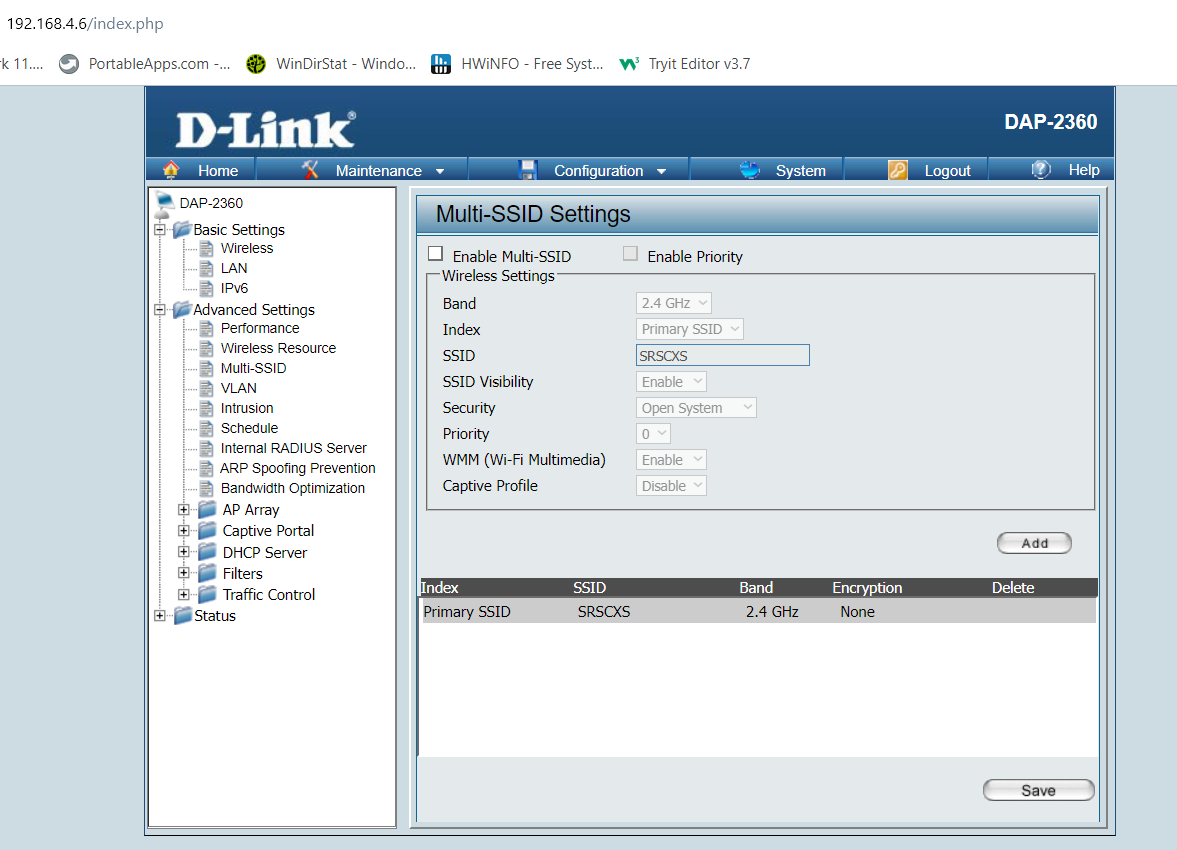 192.168.4.6/index.php
rk 11.... PortableApps.com -... WinDirStat - Windo... HWiNFO - Free Syst... Tryit Editor v3.7
D-Link®
DAP-2360
Home Maintenance Configuration System Logout Help
DAP-2360
Basic Settings
Wireless
LAN
IPv6
Advanced Settings
Performance
Wireless Resource
Multi-SSID
VLAN
Intrusion
Schedule
Internal RADIUS Server
ARP Spoofing Prevention
Bandwidth Optimization
AP Array
Captive Portal
DHCP Server
Filters
Traffic Control
Status
Multi-SSID Settings
Enable Multi-SSID Enable Priority
Wireless Settings
Band 2.4 GHz
Index Primary SSID
SSID SRSCXS
SSID Visibility Enable
Security Open System
Priority 0
WMM (Wi-Fi Multimedia) Enable
Captive Profile Disable
Add
Index SSID Band Encryption Delete
Primary SSID SRSCXS 2.4 GHz None
Save